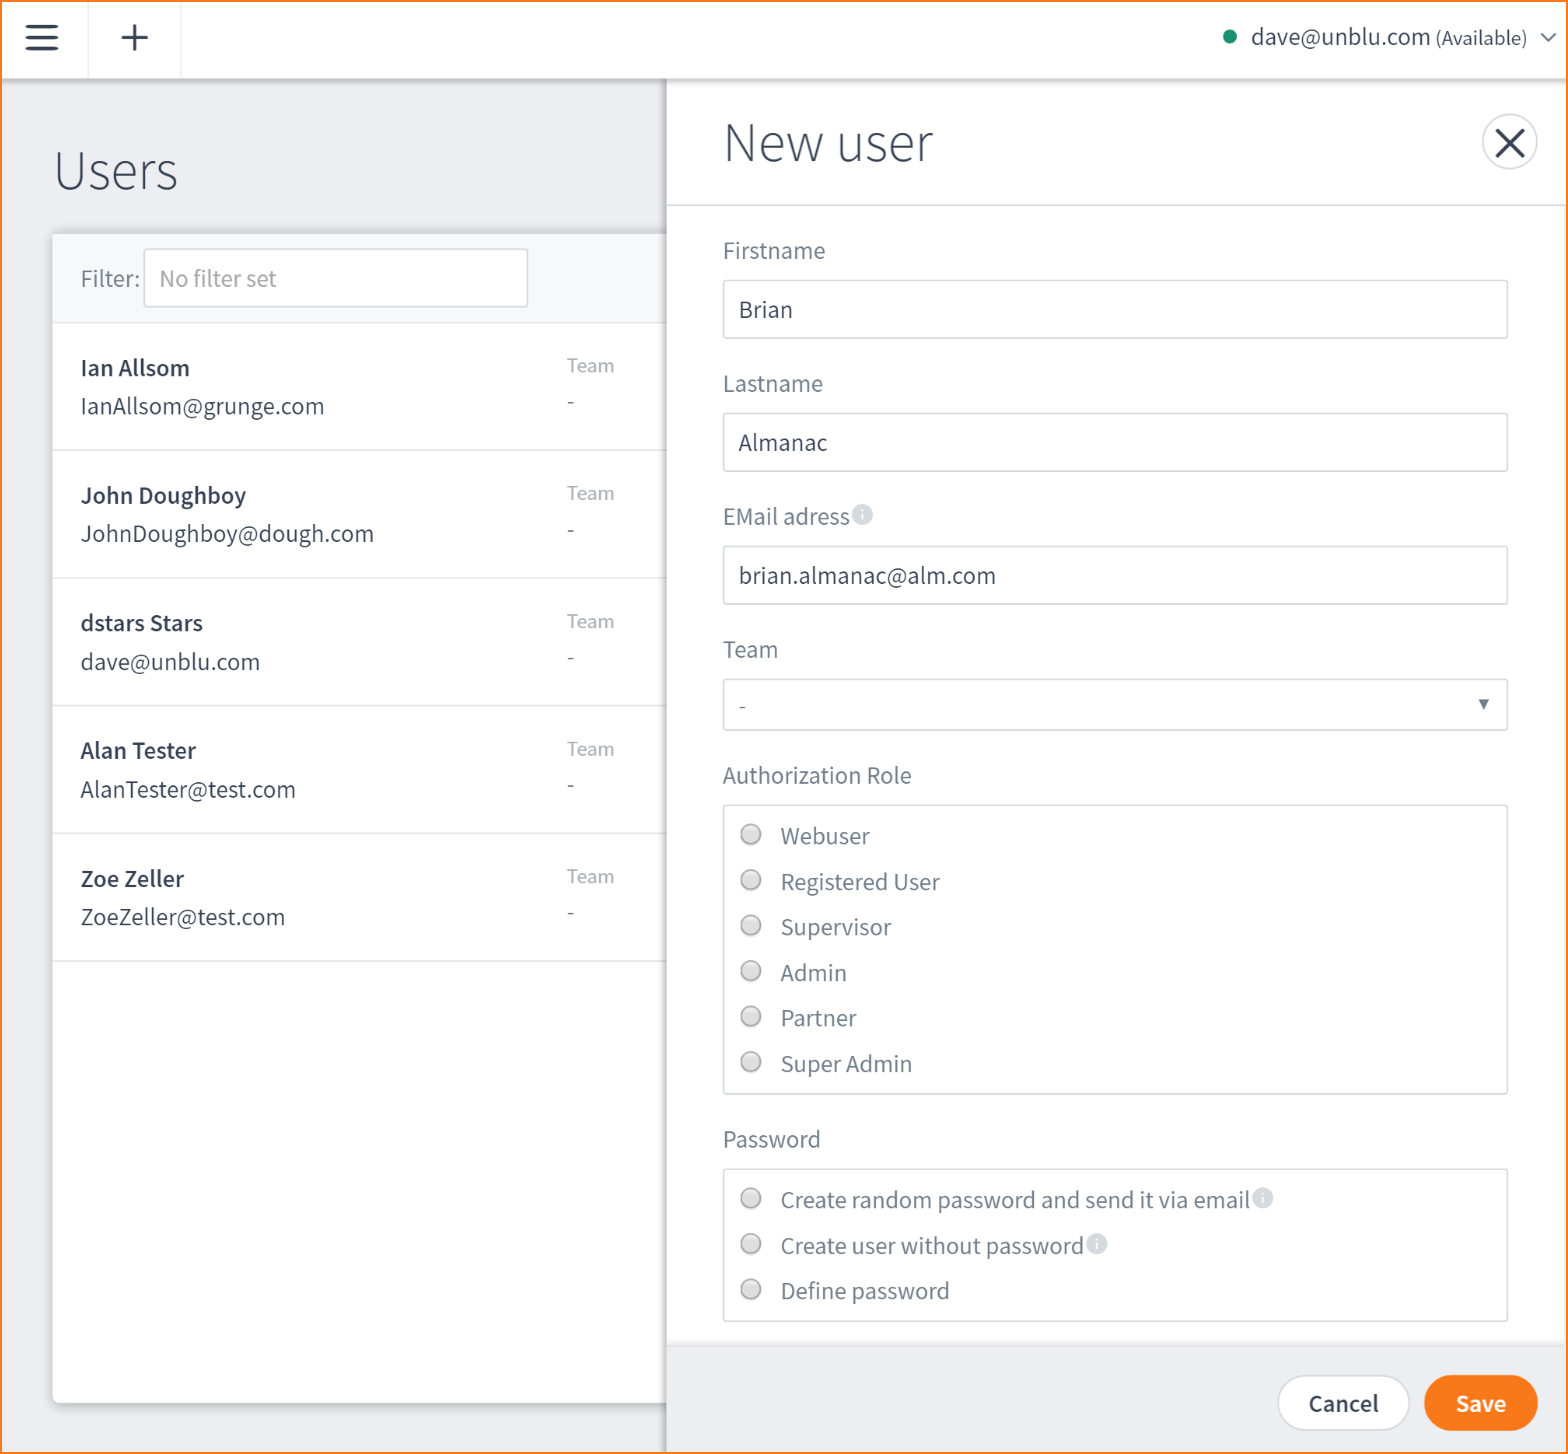 dave@unblu.com (Available)
Users
Filter: No filter set
Ian Allsom
Team
IanAllsom@grunge.com
-
John Doughboy
Team
JohnDoughboy@dough.com
-
dstars Stars
Team
dave@unblu.com
-
Alan Tester
Team
AlanTester@test.com
-
Zoe Zeller
Team
ZoeZeller@test.com
-
New user
Firstname
Brian
Lastname
Almanac
EMail adress
brian.almanac@alm.com
Team
-
Authorization Role
Webuser
Registered User
Supervisor
Admin
Partner
Super Admin
Password
Create random password and send it via email
Create user without password
Define password
Cancel
Save